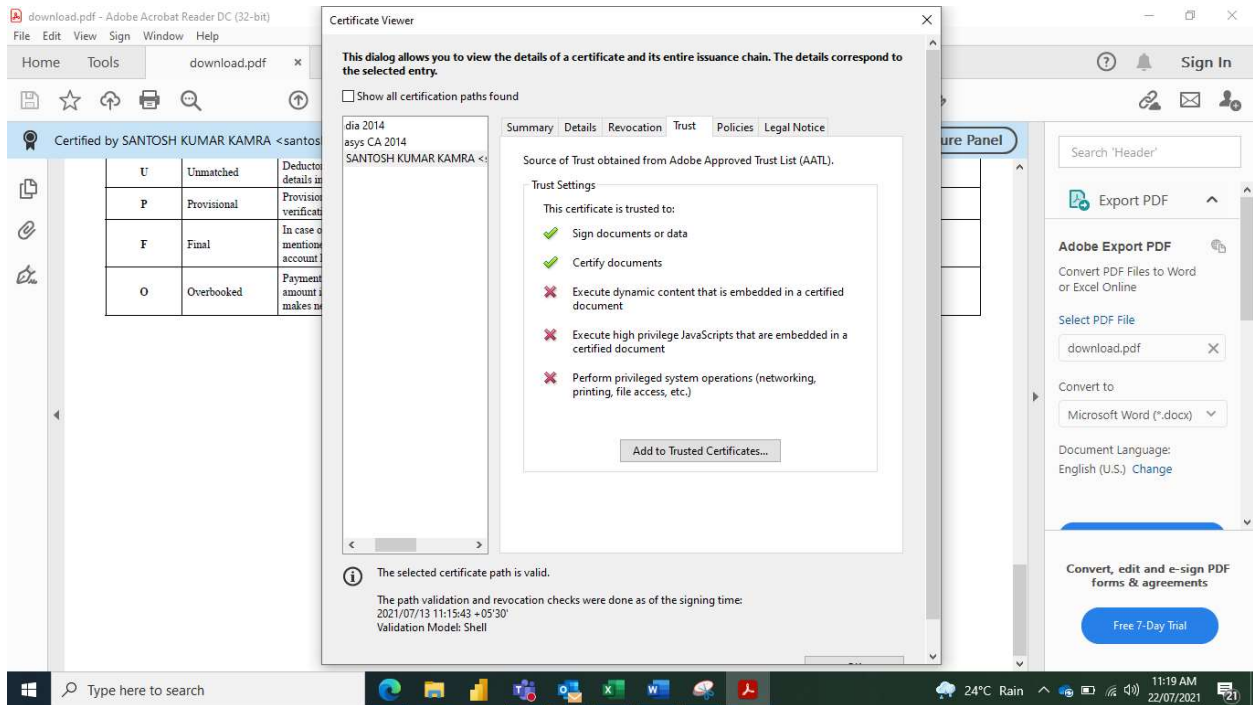 download.pdf - Adobe Acrobat Reader DC (32-bit)
File Edit View Sign Window Help
Home Tools download.pdf
Sign In
Certified by SANTOSH KUMAR KAMRA <santos
ure Panel
U Unmatched
details in
P Provisional
F Final
In case o
mentione
account
O Overbooked
Payment
amount i
makes ne
Certificate Viewer
This dialog allows you to view the details of a certificate and its entire issuance chain. The details correspond to
the selected entry.
Show all certification paths found
dia 2014
asys CA 2014
SANTOSH KUMAR KAMRA <
Summary Details Revocation Trust Policies Legal Notice
Source of Trust obtained from Adobe Approved Trust List (AATL).
Trust Settings
This certificate is trusted to:
Sign documents or data
Certify documents
Execute dynamic content that is embedded in a certified
document
Execute high privilege JavaScripts that are embedded in a
certified document
Perform privileged system operations (networking,
printing, file access, etc.)
Add to Trusted Certificates...
The selected certificate path is valid.
The path validation and revocation checks were done as of the signing time:
2021/07/13 11:15:43 +05'30'
Validation Model: Shell
Search 'Header'
Export PDF
Adobe Export PDF
Convert PDF Files to Word
or Excel Online
Select PDF File
download.pdf
Convert to
Microsoft Word (*.docx)
Document Language:
English (U.S.) Change
Convert, edit and e-sign PDF
forms & agreements
Free 7-Day Trial
Type here to search
24°C Rain
11:19 AM
22/07/2021
21